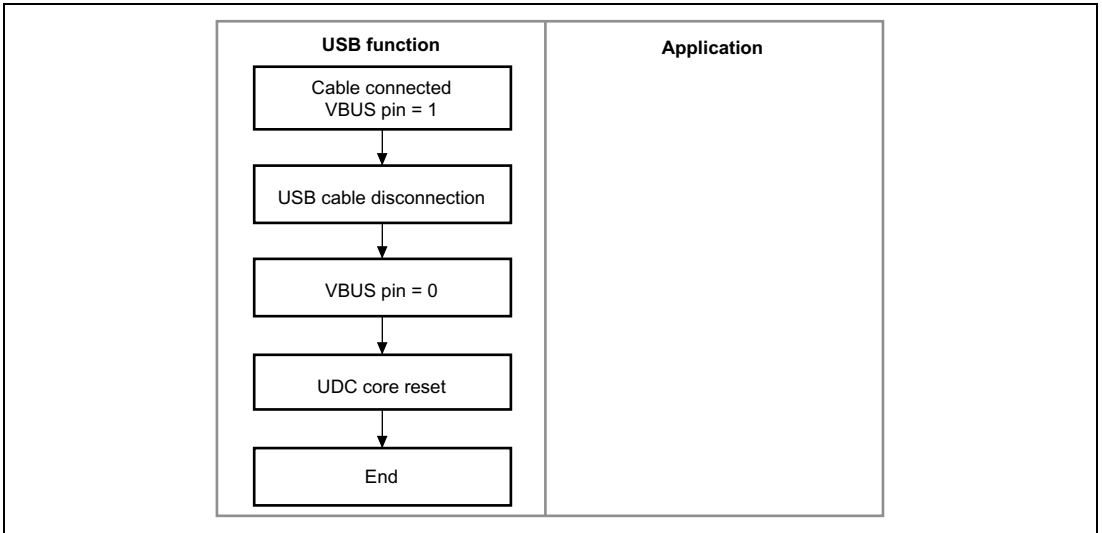 USB function
Application
Cable connected
VBUS pin = 1
USB cable disconnection
VBUS pin = 0
UDC core reset
End